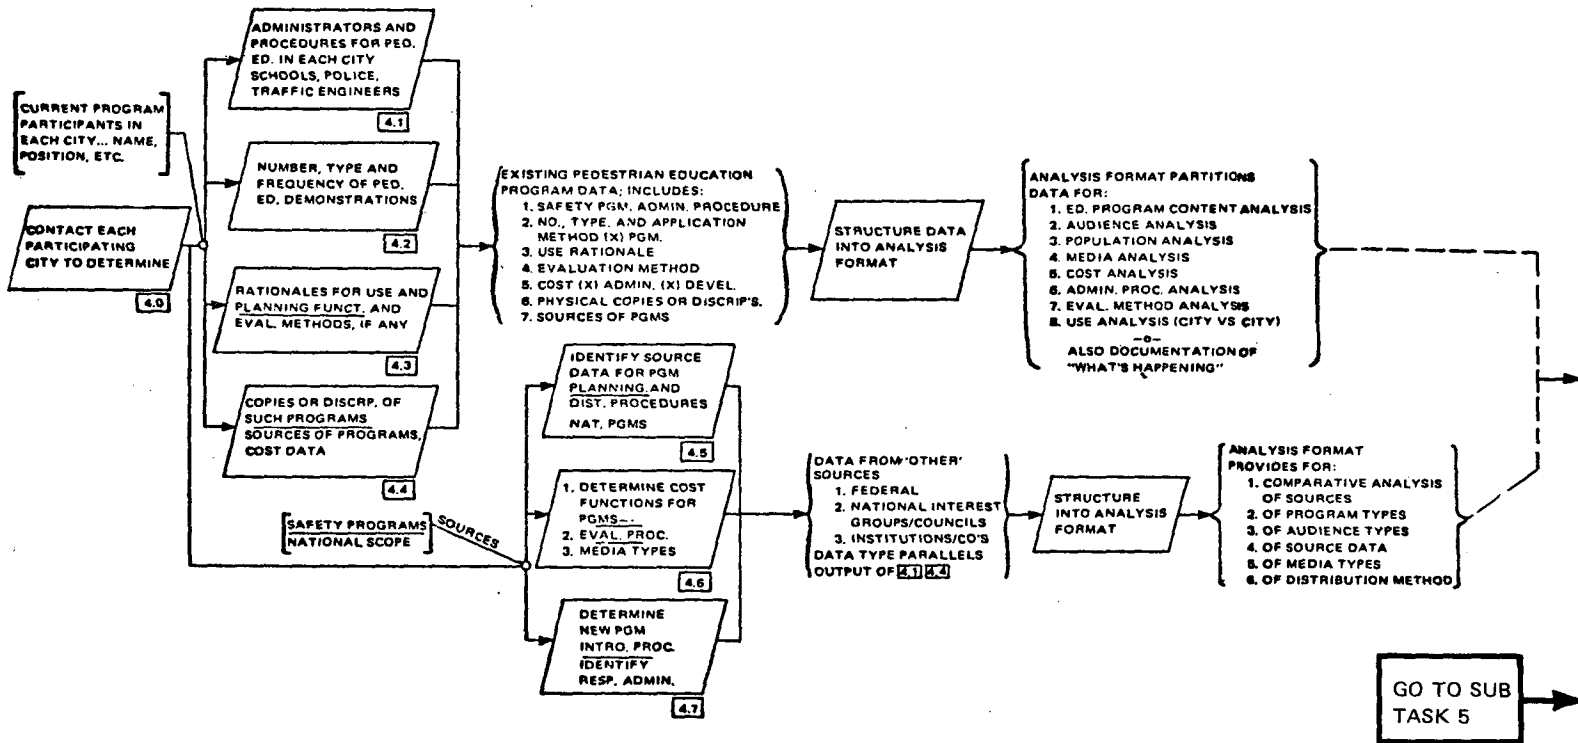 ADMINISTRATORS AND
PROCEDURES FOR PED.
ED. IN EACH CITY
SCHOOLS, POLICE,
TRAFFIC ENGINEERS
4.1
CURRENT PROGRAM
PARTICIPANTS IN
EACH CITY... NAME,
POSITION, ETC.
NUMBER, TYPE AND
FREQUENCY OF PED.
ED. DEMONSTRATIONS
4.2
CONTACT EACH
PARTICIPATING
CITY TO DETERMINE
4.0
RATIONALES FOR USE AND
PLANNING FUNCT. AND
EVAL. METHODS, IF ANY
4.3
COPIES OR DISCRP. OF
SUCH PROGRAMS
SOURCES OF PROGRAMS,
COST DATA
4.4
EXISTING PEDESTRIAN EDUCATION
PROGRAM DATA; INCLUDES:
1. SAFETY PGM. ADMIN. PROCEDURE
2. NO., TYPE. AND APPLICATION
METHOD (X) PGM.
3. USE RATIONALE
4. EVALUATION METHOD
5. COST (X) ADMIN. (X) DEVEL.
6. PHYSICAL COPIES OR DISCRIP'S.
7. SOURCES OF PGMS
STRUCTURE DATA
INTO ANALYSIS
FORMAT
ANALYSIS FORMAT PARTITIONS
DATA FOR:
1. ED. PROGRAM CONTENT ANALYSIS
2. AUDIENCE ANALYSIS
3. POPULATION ANALYSIS
4. MEDIA ANALYSIS
5. COST ANALYSIS
6. ADMIN. PROC. ANALYSIS
7. EVAL. METHOD ANALYSIS
8. USE ANALYSIS (CITY VS CITY)
—o—
ALSO DOCUMENTATION OF
"WHAT'S HAPPENING"
IDENTIFY SOURCE
DATA FOR PGM
PLANNING AND
DIST. PROCEDURES
NAT. PGMS
4.5
SAFETY PROGRAMS
NATIONAL SCOPE
SOURCES
1. DETERMINE COST
FUNCTIONS FOR
PGMS—.
2. EVAL. PROC.
3. MEDIA TYPES
4.6
DETERMINE
NEW PGM
INTRO. PROC.
IDENTIFY
RESP. ADMIN.
4.7
DATA FROM 'OTHER'
SOURCES
1. FEDERAL
2. NATIONAL INTEREST
GROUPS/COUNCILS
3. INSTITUTIONS/CO'S
DATA TYPE PARALLELS
OUTPUT OF 4.1 4.4
STRUCTURE
INTO ANALYSIS
FORMAT
ANALYSIS FORMAT
PROVIDES FOR:
1. COMPARATIVE ANALYSIS
OF SOURCES
2. OF PROGRAM TYPES
3. OF AUDIENCE TYPES
4. OF SOURCE DATA
5. OF MEDIA TYPES
6. OF DISTRIBUTION METHOD
GO TO SUB
TASK 5